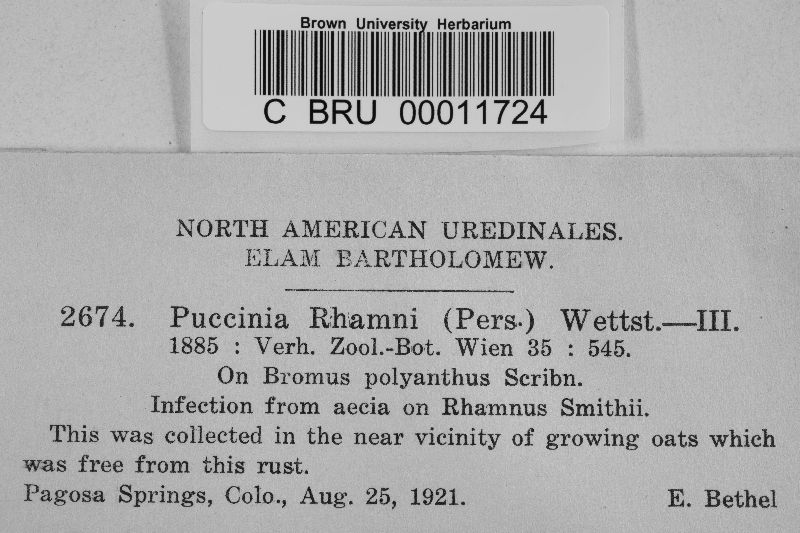 Brown University Herbarium
C BRU 00011724
NORTH AMERICAN UREDINALES.
ELAM BARTHOLOMEW.
2674. Puccinia Rhamni (Pers.) Wettst.—III.
1885 : Verh. Zool.-Bot. Wien 35 : 545.
On Bromus polyanthus Scribn.
Infection from aecia on Rhamnus Smithii.
This was collected in the near vicinity of growing oats which
was free from this rust.
Pagosa Springs, Colo., Aug. 25, 1921. E. Bethel